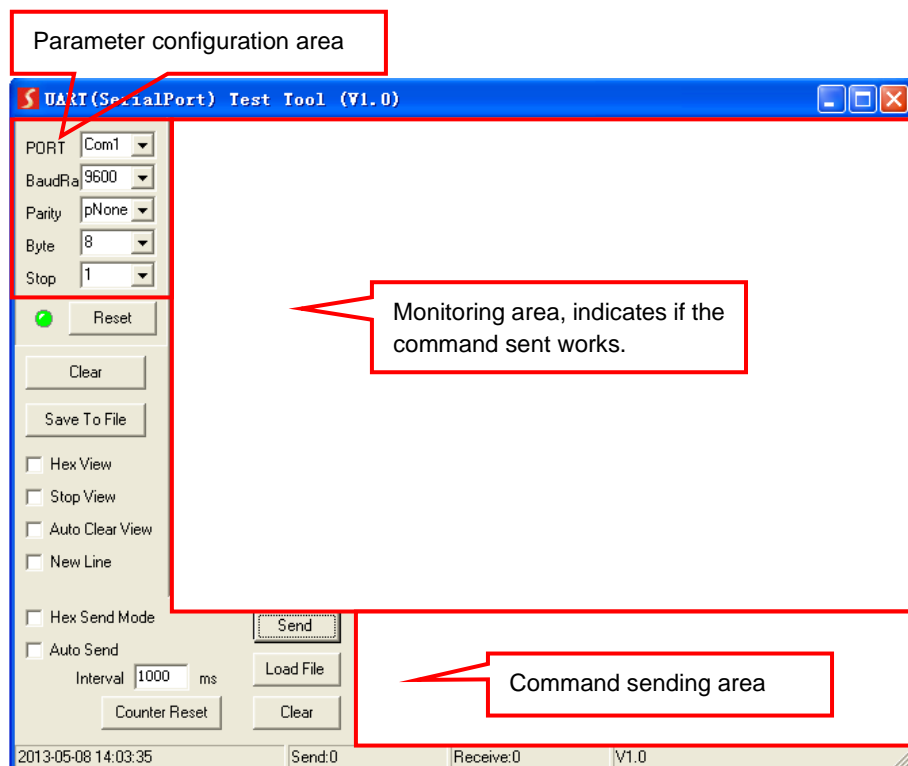 Parameter configuration area
UART(SerialPort) Test Tool (V1.0)
PORT Com1
BaudRa 9600
Parity pNone
Byte 8
Stop 1
Reset
Clear
Save To File
Hex View
Stop View
Auto Clear View
New Line
Monitoring area, indicates if the
command sent works.
Hex Send Mode
Send
Auto Send
Interval 1000 ms
Load File
Counter Reset
Clear
Command sending area
2013-05-08 14:03:35 Send:0 Receive:0 V1.0